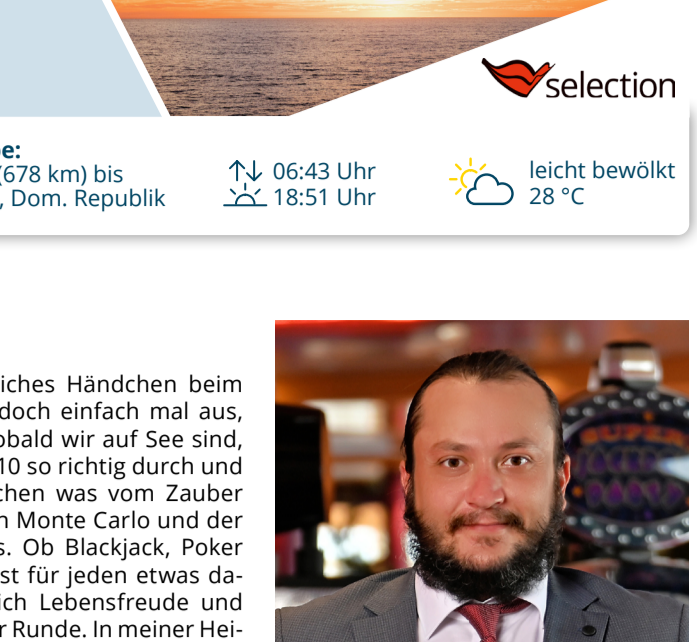 selection
e:
(678 km) bis
, Dom. Republik
06:43 Uhr
18:51 Uhr
leicht bewölkt
28 °C
iches Händchen beim
doch einfach mal aus,
obald wir auf See sind,
10 so richtig durch und
chen was vom Zauber
n Monte Carlo und der
s. Ob Blackjack, Poker
st für jeden etwas da-
ich Lebensfreude und
r Runde. In meiner Hei-
SUPER